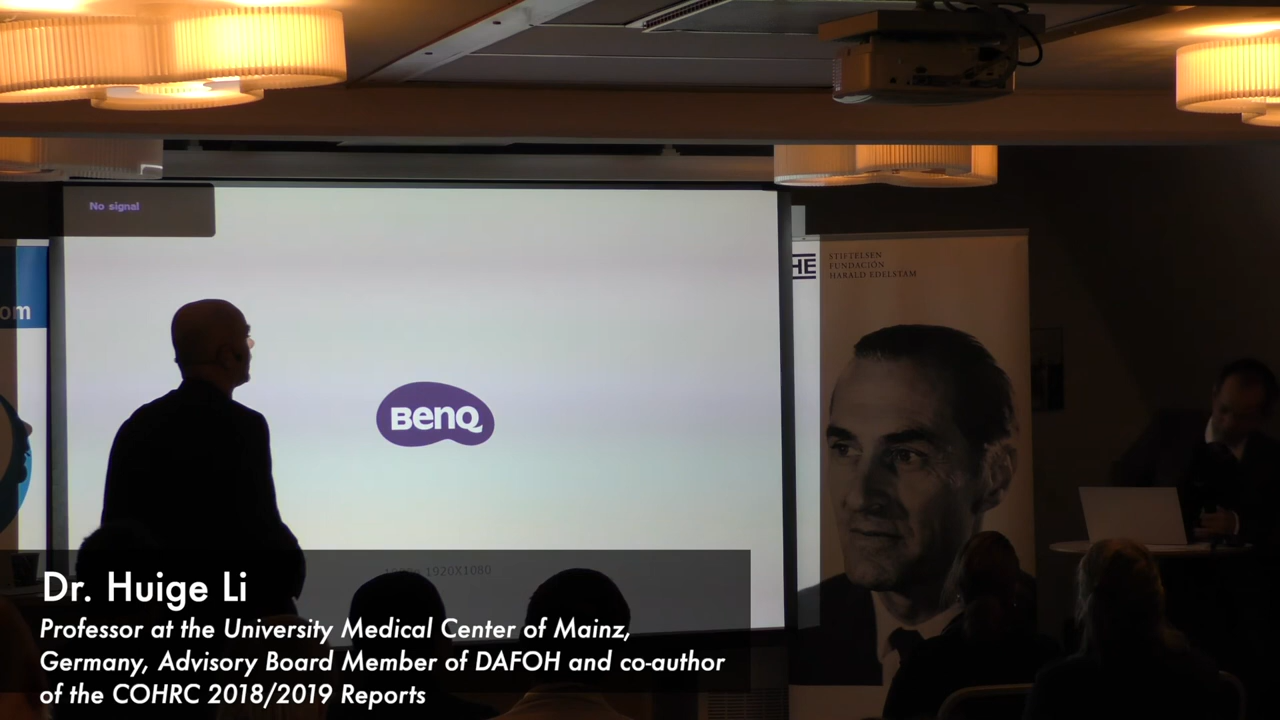 No signal
om
HE
STIFTELSEN
FUNDACIÓN
HARALD EDELSTAM
BenQ
1920X1080
Dr. Huige Li
Professor at the University Medical Center of Mainz,
Germany, Advisory Board Member of DAFOH and co-author
of the COHRC 2018/2019 Reports